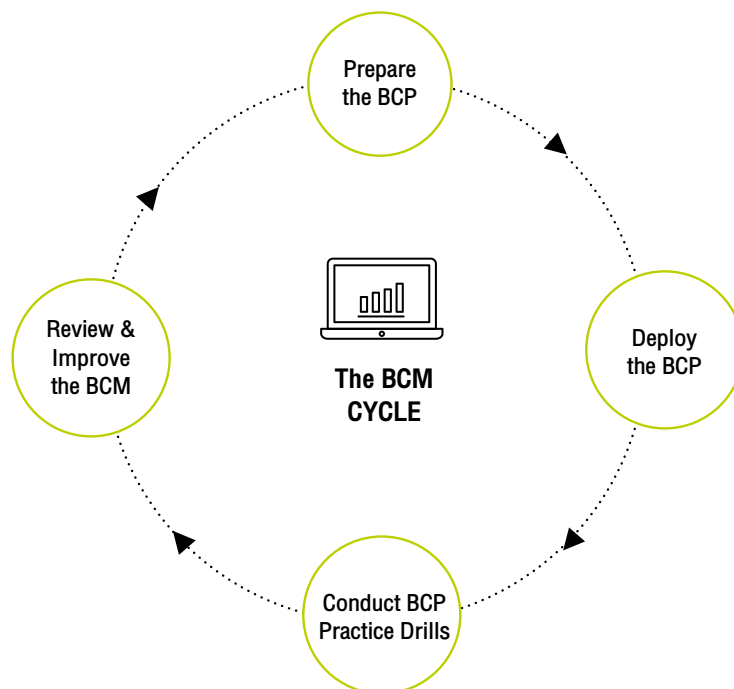 Prepare
the BCP
Deploy
the BCP
Conduct BCP
Practice Drills
Review &
Improve
the BCM
The BCM
CYCLE